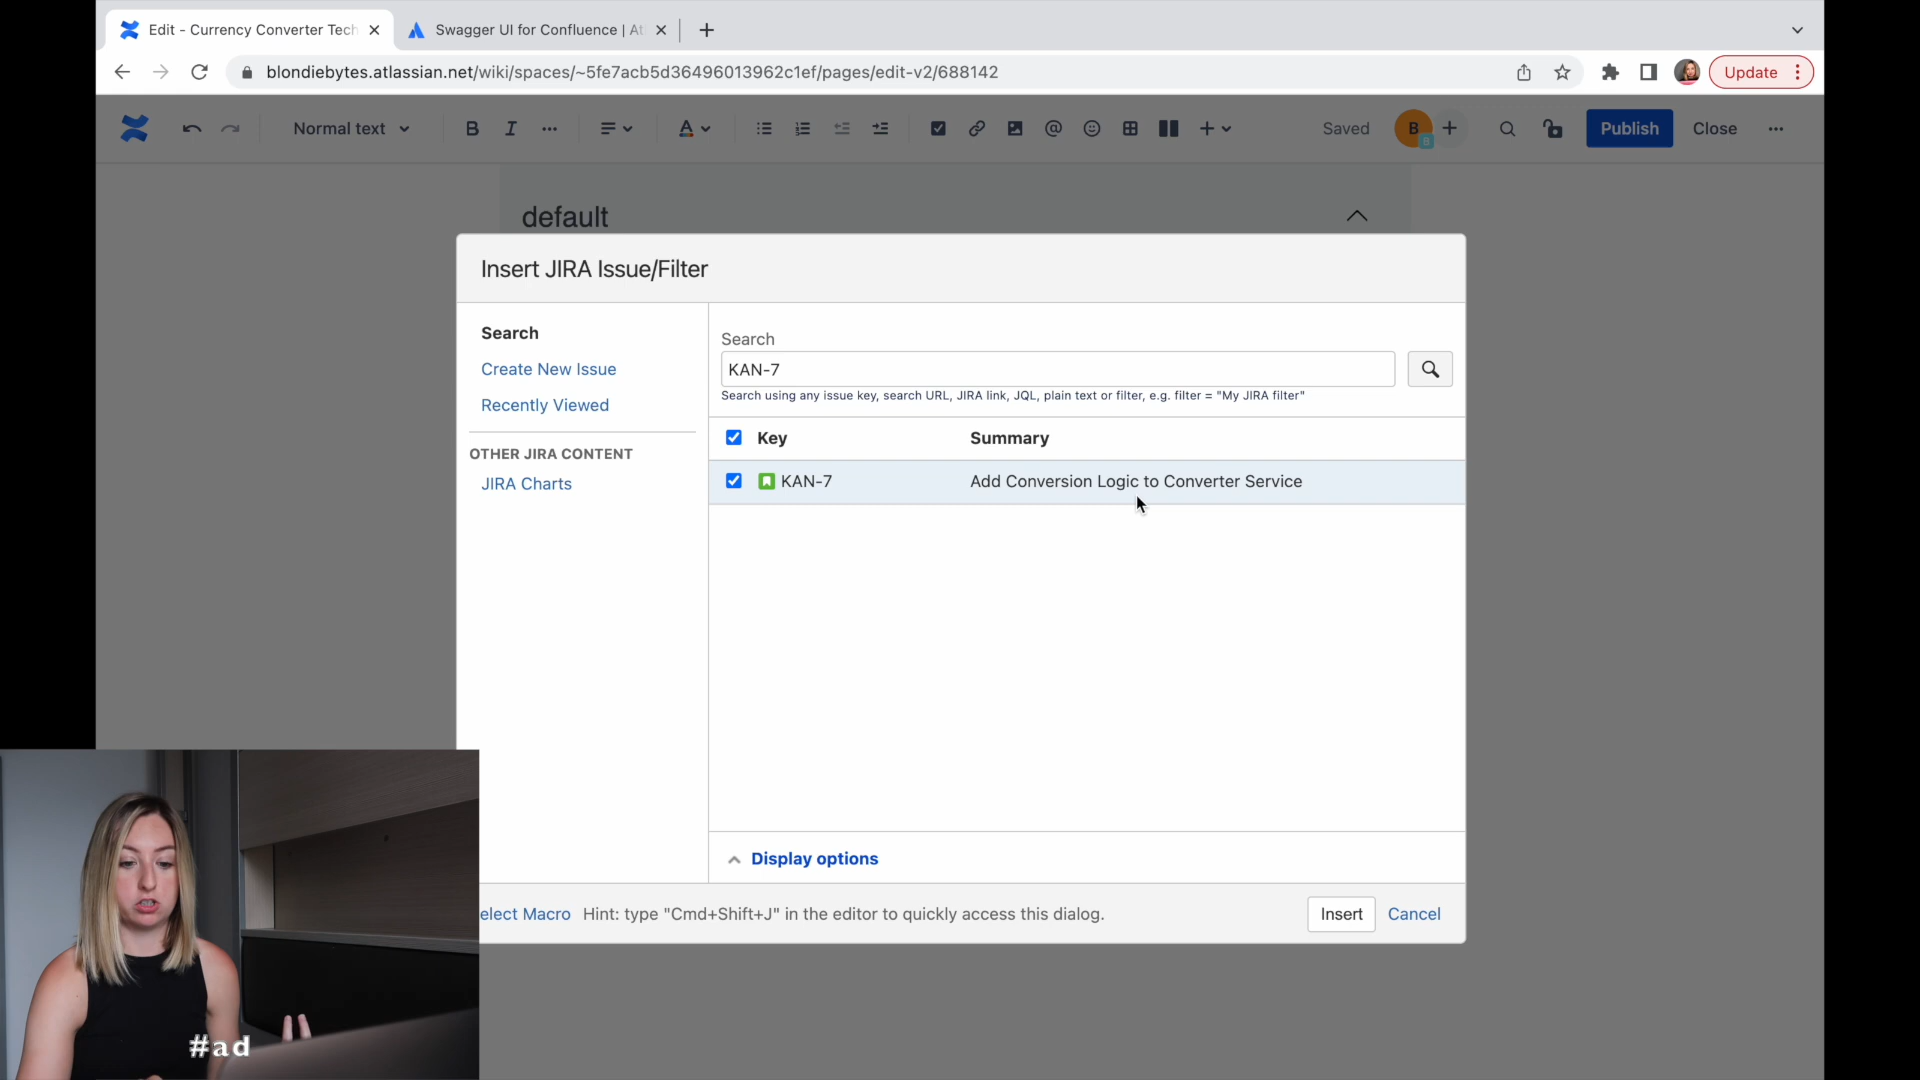 Edit - Currency Converter Tech
Swagger UI for Confluence | At
blondiebytes.atlassian.net/wiki/spaces/~5fe7acb5d36496013962c1ef/pages/edit-v2/688142
Update
Normal text
B
I
A
Saved
B
B
Publish
Close
default
Insert JIRA Issue/Filter
Search
Create New Issue
Recently Viewed
OTHER JIRA CONTENT
JIRA Charts
Search
KAN-7
Search using any issue key, search URL, JIRA link, JQL, plain text or filter, e.g. filter = "My JIRA filter"
Key Summary
KAN-7 Add Conversion Logic to Converter Service
Display options
elect Macro Hint: type "Cmd+Shift+J" in the editor to quickly access this dialog.
Insert
Cancel
#ad